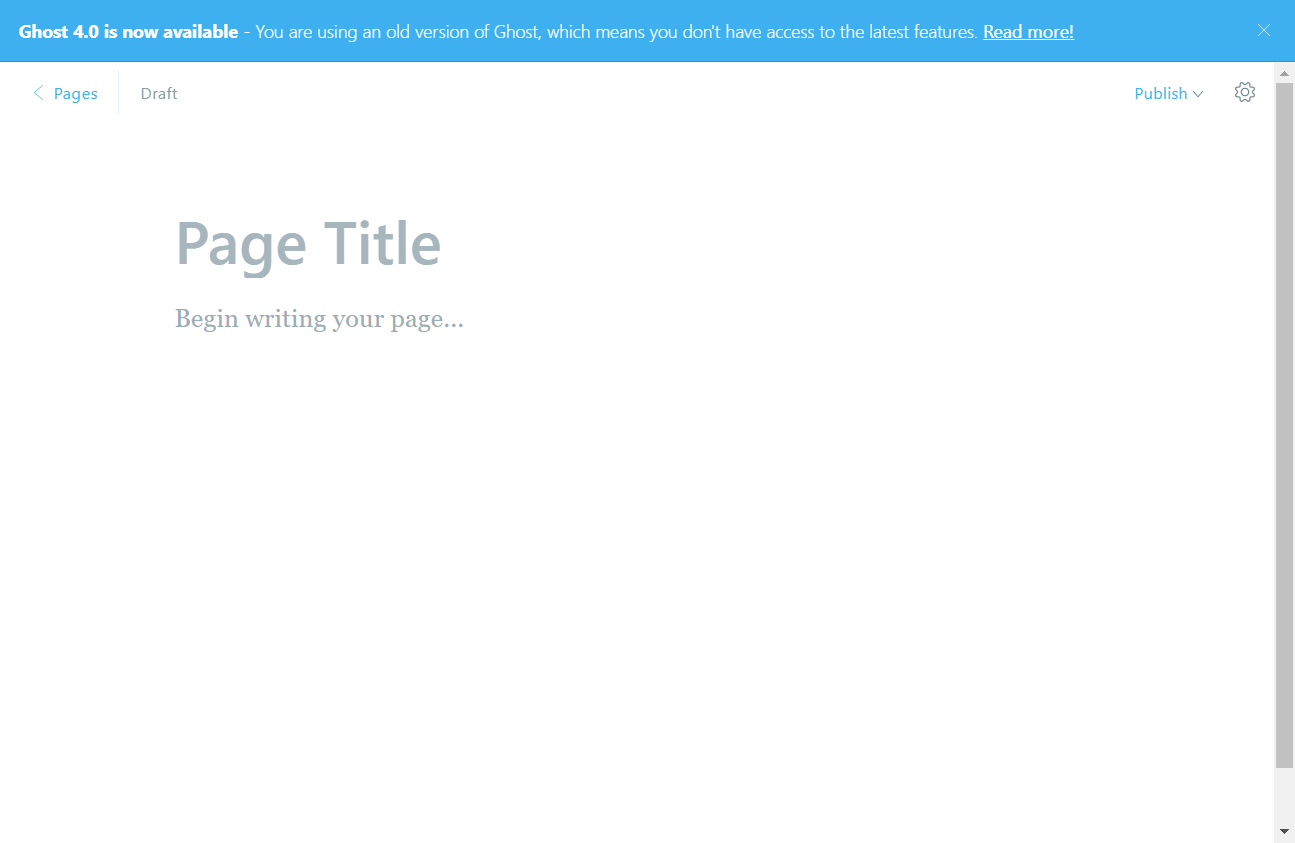 Ghost 4.0 is now available - You are using an old version of Ghost, which means you don't have access to the latest features. Read more!
Pages Draft Publish
Page Title
Begin writing your page...